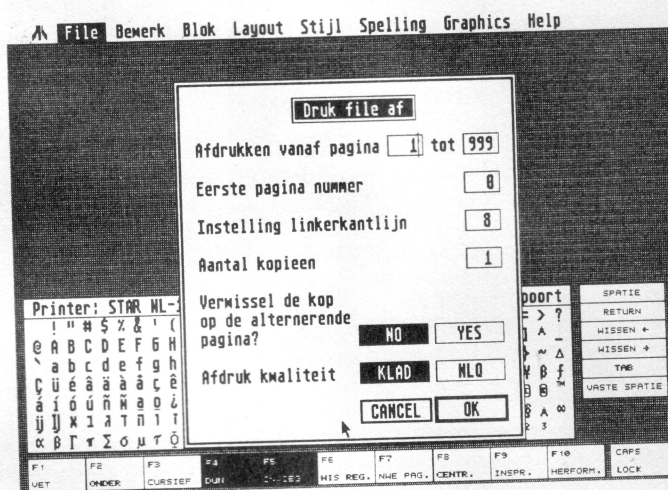 File Bewerk Blok Layout Stijl Spelling Graphics Help
Druk file af
Afdrukken vanaf pagina 1 tot 999
Eerste pagina nummer 0
Instelling linkerkantlijn 8
Aantal kopieen 1
Verwissel de kop
op de alternerende
pagina? NO YES
Afdruk kwaliteit KLAD NLQ
CANCEL OK
Printer: STAR NL-
poort
! " # $ % & ' (
= > ?
@ A B C D E F G H
` a b c d e f g h
Ç ü é â ä à å ç ê
á í ó ú ñ Ñ ª º ¿
α β Γ π Σ σ µ τ
SPATIE
RETURN
WISSEN ←
WISSEN →
TAB
VASTE SPATIE
F1 F2 F3 F4 F5 F6 F7 F8 F9 F10 CAPS
VET ONDER CURSIEF DUN WIS REG. NWE PAG. CENTR. INSPR. HERFORM. LOCK